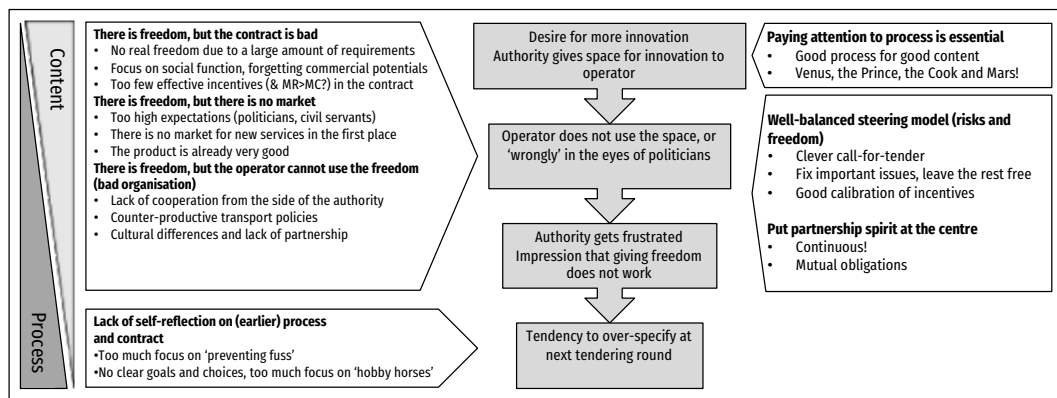 Content
Process
There is freedom, but the contract is bad
• No real freedom due to a large amount of requirements
• Focus on social function, forgetting commercial potentials
• Too few effective incentives (& MR>MC?) in the contract
There is freedom, but there is no market
• Too high expectations (politicians, civil servants)
• There is no market for new services in the first place
• The product is already very good
There is freedom, but the operator cannot use the freedom
(bad organisation)
• Lack of cooperation from the side of the authority
• Counter-productive transport policies
• Cultural differences and lack of partnership
Lack of self-reflection on (earlier) process
and contract
•Too much focus on ‘preventing fuss’
•No clear goals and choices, too much focus on ‘hobby horses’
Desire for more innovation
Authority gives space for innovation to
operator
Operator does not use the space, or
‘wrongly’ in the eyes of politicians
Authority gets frustrated
Impression that giving freedom
does not work
Tendency to over-specify at
next tendering round
Paying attention to process is essential
• Good process for good content
• Venus, the Prince, the Cook and Mars!
Well-balanced steering model (risks and
freedom)
• Clever call-for-tender
• Fix important issues, leave the rest free
• Good calibration of incentives
Put partnership spirit at the centre
• Continuous!
• Mutual obligations